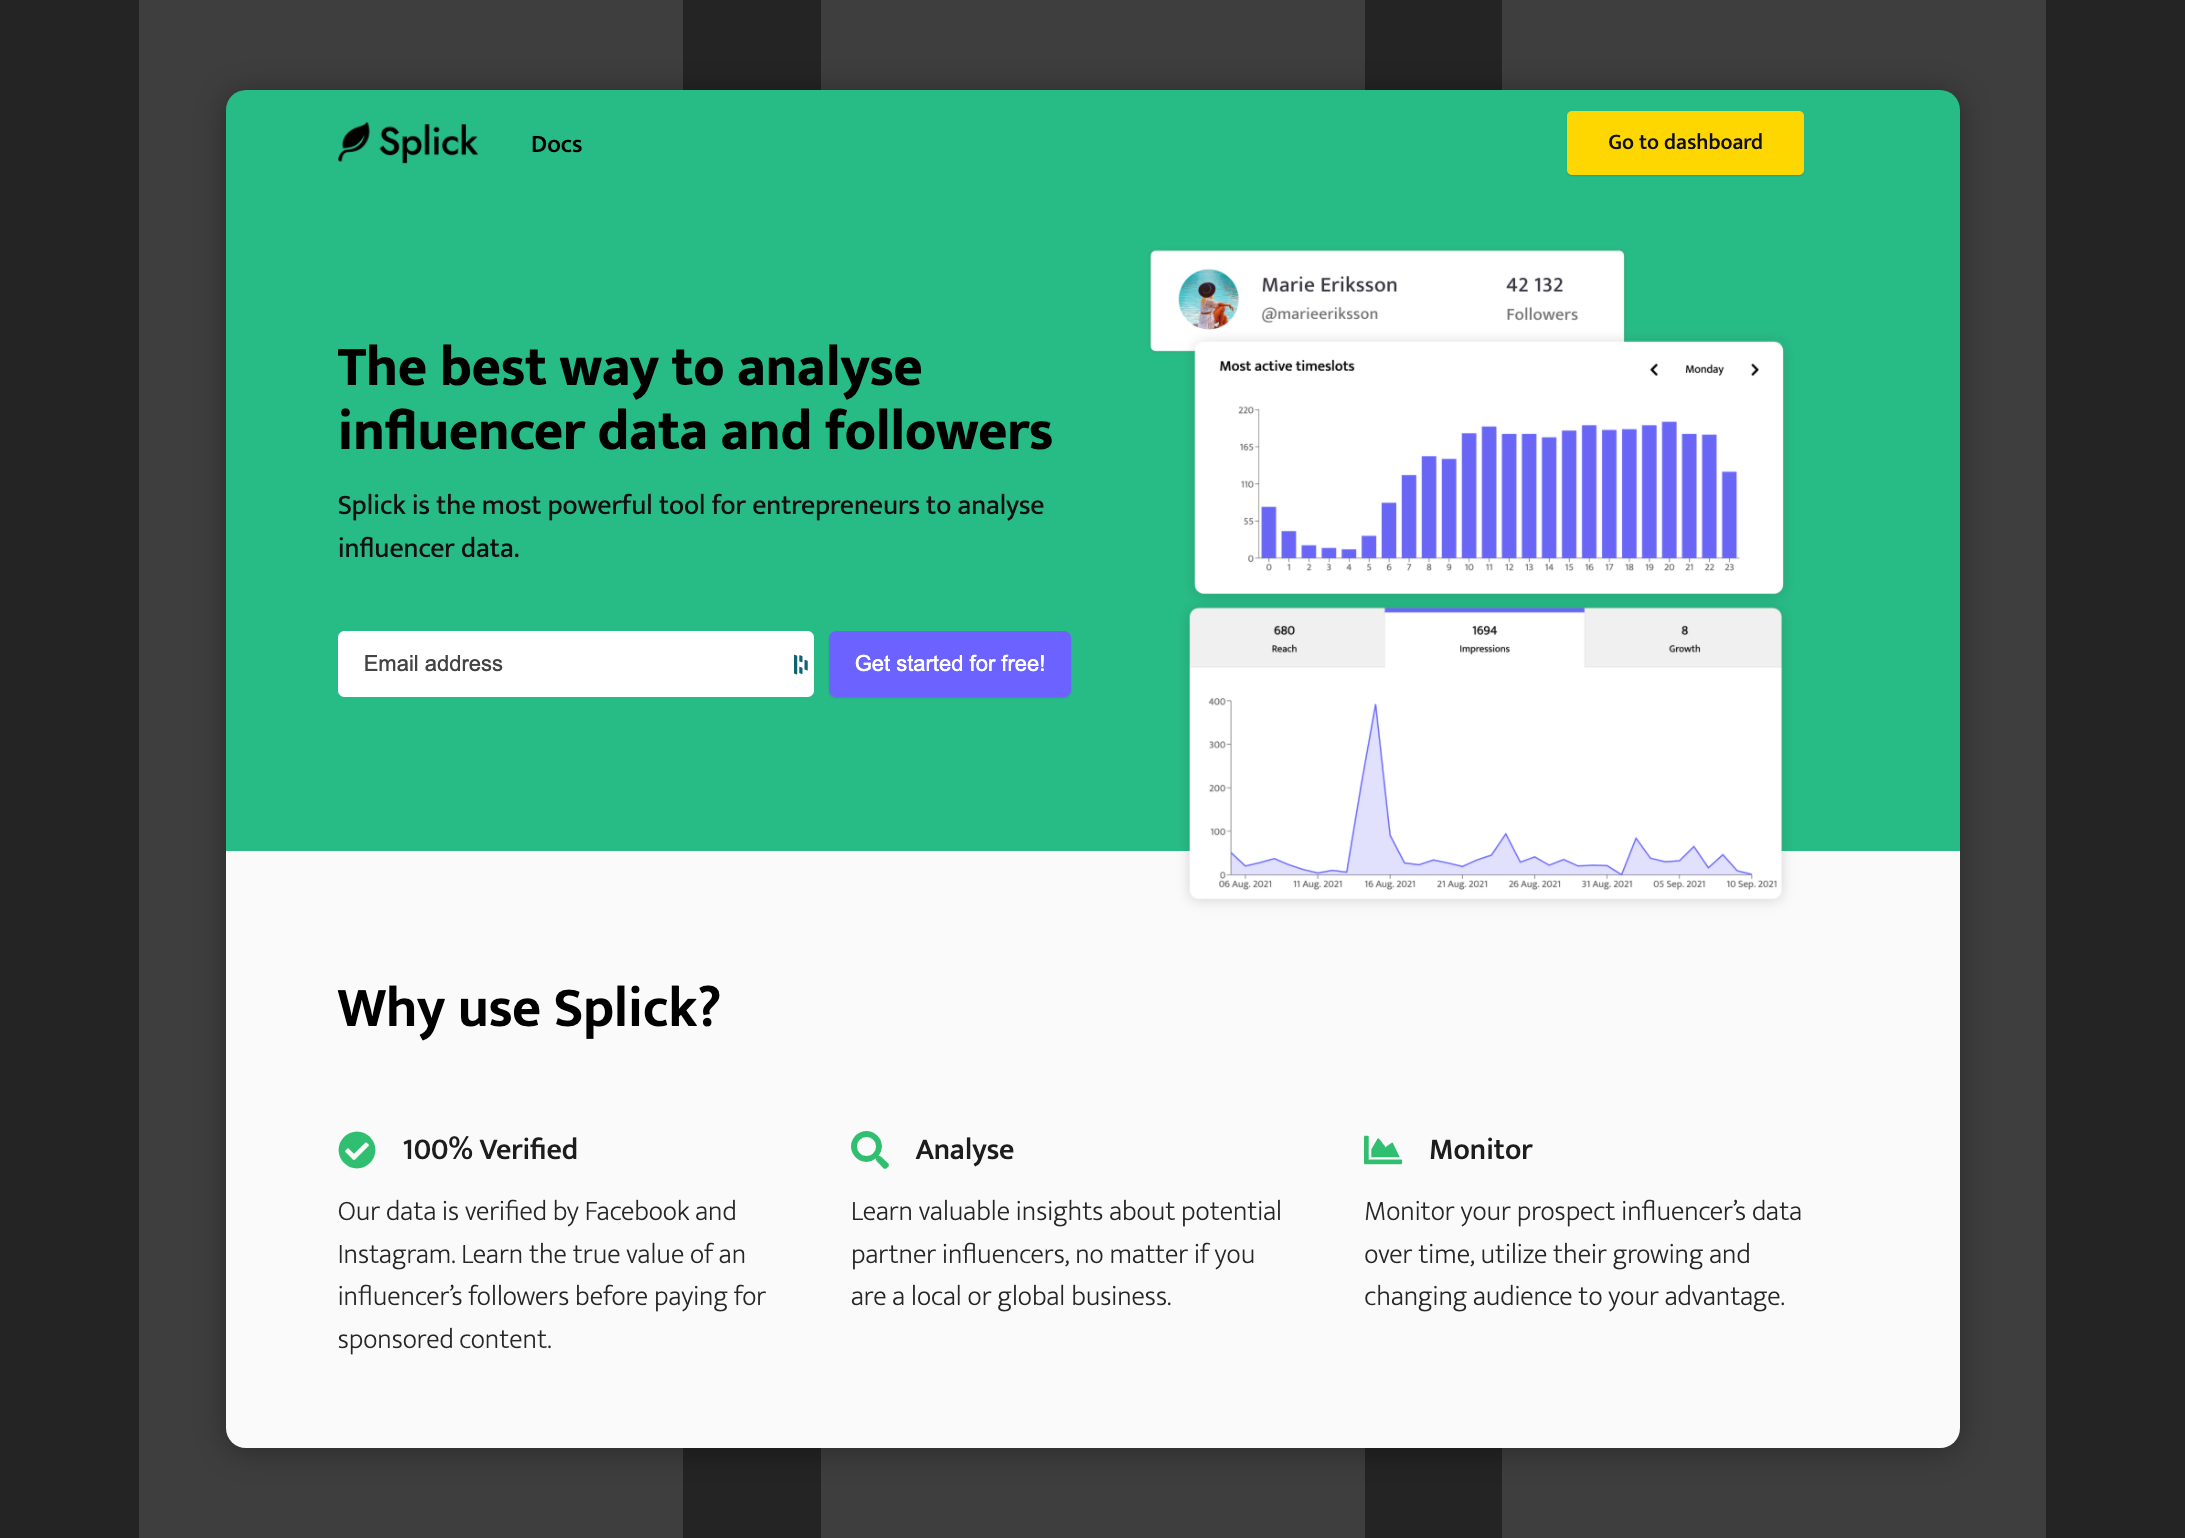 Splick
Docs
Go to dashboard
The best way to analyse
influencer data and followers
Splick is the most powerful tool for entrepreneurs to analyse
influencer data.
Email address
Get started for free!
Marie Eriksson
@marieeriksson
42 132
Followers
Most active timeslots
Monday
220
165
110
55
0
0 1 2 3 4 5 6 7 8 9 10 11 12 13 14 15 16 17 18 19 20 21 22 23
680
Reach
1694
Impressions
8
Growth
400
300
200
100
0
06 Aug. 2021 11 Aug. 2021 16 Aug. 2021 21 Aug. 2021 26 Aug. 2021 31 Aug. 2021 05 Sep. 2021 10 Sep. 2021
Why use Splick?
100% Verified
Our data is verified by Facebook and
Instagram. Learn the true value of an
influencer’s followers before paying for
sponsored content.
Analyse
Learn valuable insights about potential
partner influencers, no matter if you
are a local or global business.
Monitor
Monitor your prospect influencer’s data
over time, utilize their growing and
changing audience to your advantage.